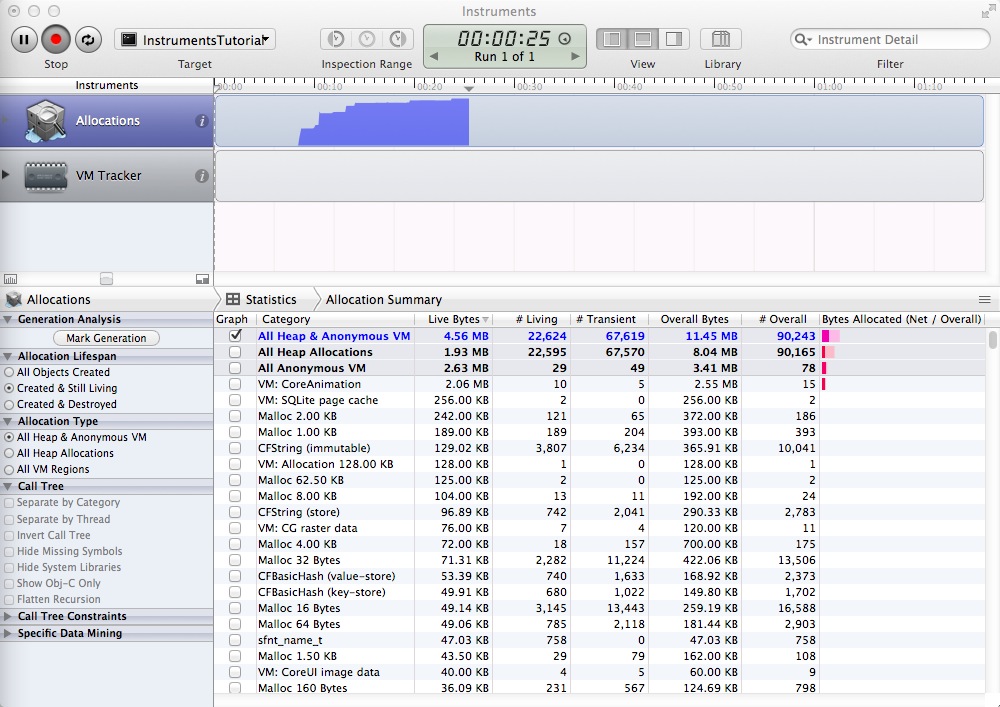 Instruments
InstrumentsTutorial
00:00:25
Run 1 of 1
Instrument Detail
Stop
Target
Inspection Range
View
Library
Filter
Instruments
00:00 00:10 00:20 00:30 00:40 00:50 01:00 01:10
Allocations
VM Tracker
Allocations
Statistics Allocation Summary
Generation Analysis
Mark Generation
Allocation Lifespan
All Objects Created
Created & Still Living
Created & Destroyed
Allocation Type
All Heap & Anonymous VM
All Heap Allocations
All VM Regions
Call Tree
Separate by Category
Separate by Thread
Invert Call Tree
Hide Missing Symbols
Hide System Libraries
Show Obj-C Only
Flatten Recursion
Call Tree Constraints
Specific Data Mining
Graph Category Live Bytes # Living # Transient Overall Bytes # Overall Bytes Allocated (Net / Overall)
All Heap & Anonymous VM 4.56 MB 22,624 67,619 11.45 MB 90,243
All Heap Allocations 1.93 MB 22,595 67,570 8.04 MB 90,165
All Anonymous VM 2.63 MB 29 49 3.41 MB 78
VM: CoreAnimation 2.06 MB 10 5 2.55 MB 15
VM: SQLite page cache 256.00 KB 2 0 256.00 KB 2
Malloc 2.00 KB 242.00 KB 121 65 372.00 KB 186
Malloc 1.00 KB 189.00 KB 189 204 393.00 KB 393
CFString (immutable) 129.02 KB 3,807 6,234 365.91 KB 10,041
VM: Allocation 128.00 KB 128.00 KB 1 0 128.00 KB 1
Malloc 62.50 KB 125.00 KB 2 0 125.00 KB 2
Malloc 8.00 KB 104.00 KB 13 11 192.00 KB 24
CFString (store) 96.89 KB 742 2,041 290.33 KB 2,783
VM: CG raster data 76.00 KB 7 4 120.00 KB 11
Malloc 4.00 KB 72.00 KB 18 157 700.00 KB 175
Malloc 32 Bytes 71.31 KB 2,282 11,224 422.06 KB 13,506
CFBasicHash (value-store) 53.39 KB 740 1,633 168.92 KB 2,373
CFBasicHash (key-store) 49.91 KB 680 1,022 149.80 KB 1,702
Malloc 16 Bytes 49.14 KB 3,145 13,443 259.19 KB 16,588
Malloc 64 Bytes 49.06 KB 785 2,118 181.44 KB 2,903
sfnt_name_t 47.03 KB 758 0 47.03 KB 758
Malloc 1.50 KB 43.50 KB 29 79 162.00 KB 108
VM: CoreUI image data 40.00 KB 4 5 60.00 KB 9
Malloc 160 Bytes 36.09 KB 231 567 124.69 KB 798